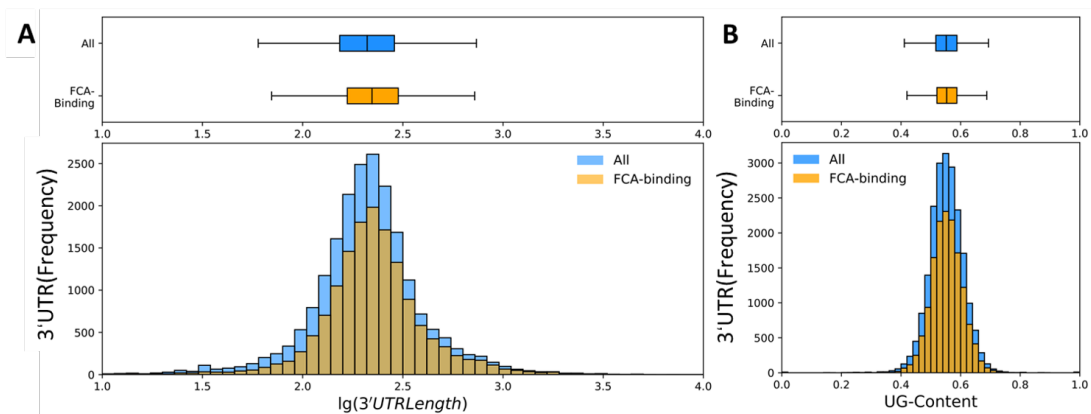 A
All
FCA-
Binding
1.0 1.5 2.0 2.5 3.0 3.5 4.0
3'UTR(Frequency)
2500
2000
1500
1000
500
0
All
FCA-binding
1.0 1.5 2.0 2.5 3.0 3.5 4.0
lg(3'UTRLength)
B
All
FCA-
Binding
0.0 0.2 0.4 0.6 0.8 1.0
3'UTR(Frequency)
3000
2500
2000
1500
1000
500
0
All
FCA-binding
0.0 0.2 0.4 0.6 0.8 1.0
UG-Content